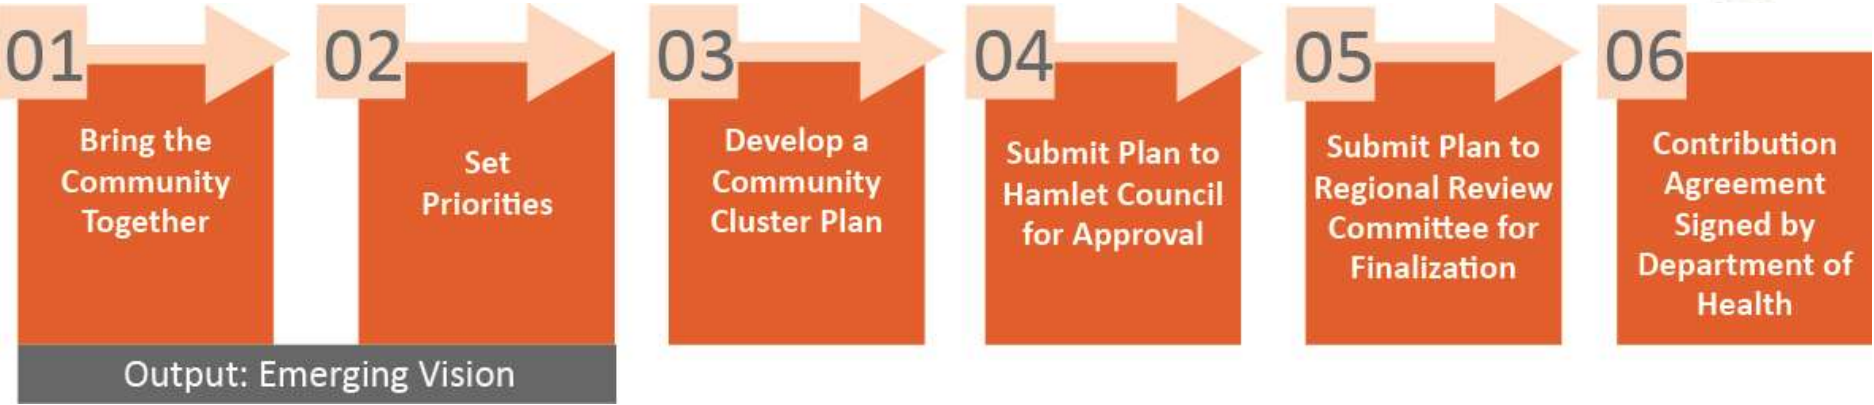 01
Bring the
Community
Together
02
Set
Priorities
03
Develop a
Community
Cluster Plan
04
Submit Plan to
Hamlet Council
for Approval
05
Submit Plan to
Regional Review
Committee for
Finalization
06
Contribution
Agreement
Signed by
Department of
Health
Output: Emerging Vision